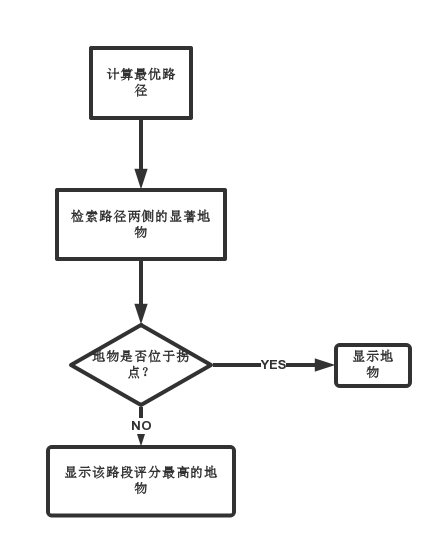 计算最优路
径
检索路径两侧的显著地
物
地物是否位于拐
点？
YES
显示地
物
NO
显示该路段评分最高的地
物